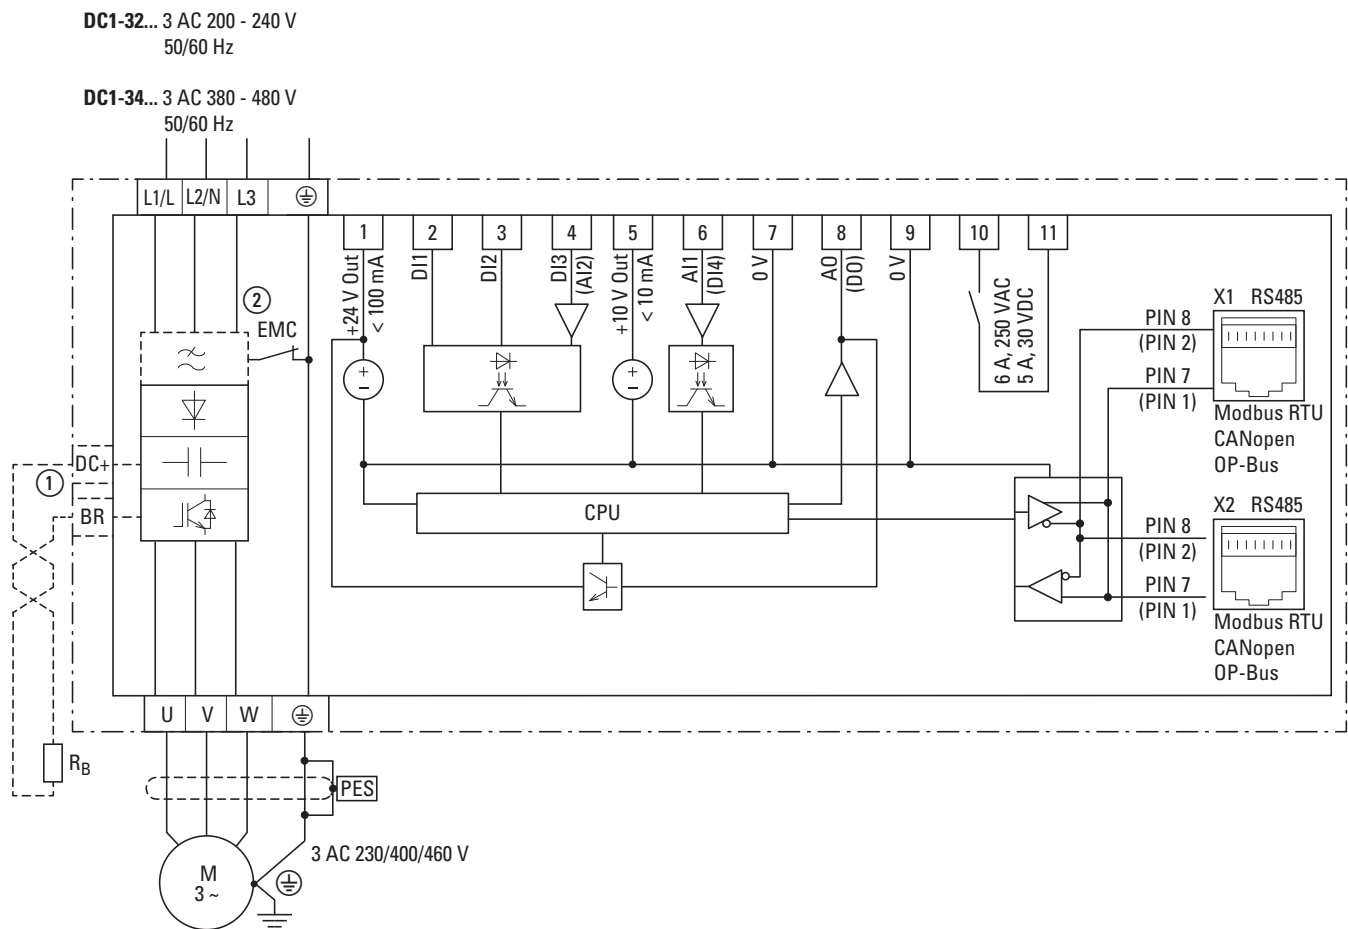 DC1-32... 3 AC 200 - 240 V
50/60 Hz
DC1-34... 3 AC 380 - 480 V
50/60 Hz
L1/L L2/N L3
1 2 3 4 5 6 7 8 9 10 11
+24 V Out
< 100 mA
DI1
DI2
DI3
(AI2)
+10 V Out
< 10 mA
AI1
(DI4)
0 V
AO
(DO)
0 V
6 A, 250 VAC
5 A, 30 VDC
2
EMC
+
–
+
–
DC+
1
BR
CPU
X1 RS485
PIN 8
(PIN 2)
PIN 7
(PIN 1)
Modbus RTU
CANopen
OP-Bus
X2 RS485
PIN 8
(PIN 2)
PIN 7
(PIN 1)
Modbus RTU
CANopen
OP-Bus
U V W
RB
PES
3 AC 230/400/460 V
M
3 ~